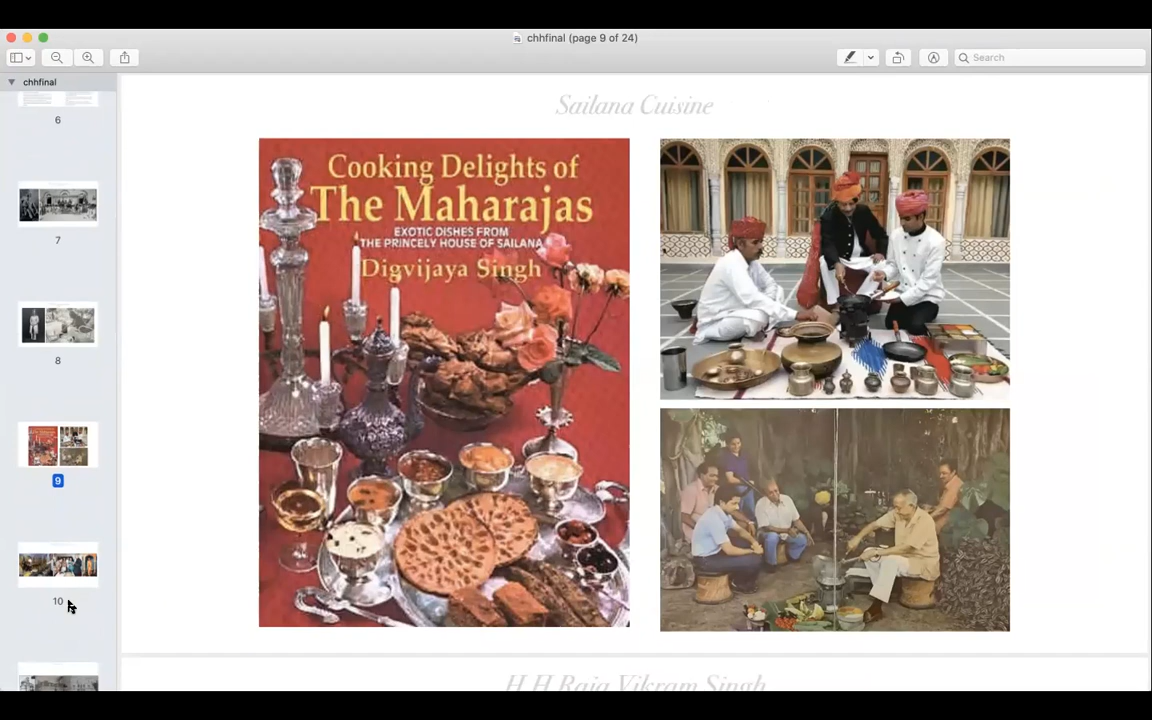 chhfinal (page 9 of 24)
Search
chhfinal
6
7
8
9
10
Sailana Cuisine
Cooking Delights of
The Maharajas
EXOTIC DISHES FROM
THE PRINCELY HOUSE OF SAILANA
Digvijaya Singh
H H Raja Vikram Singh